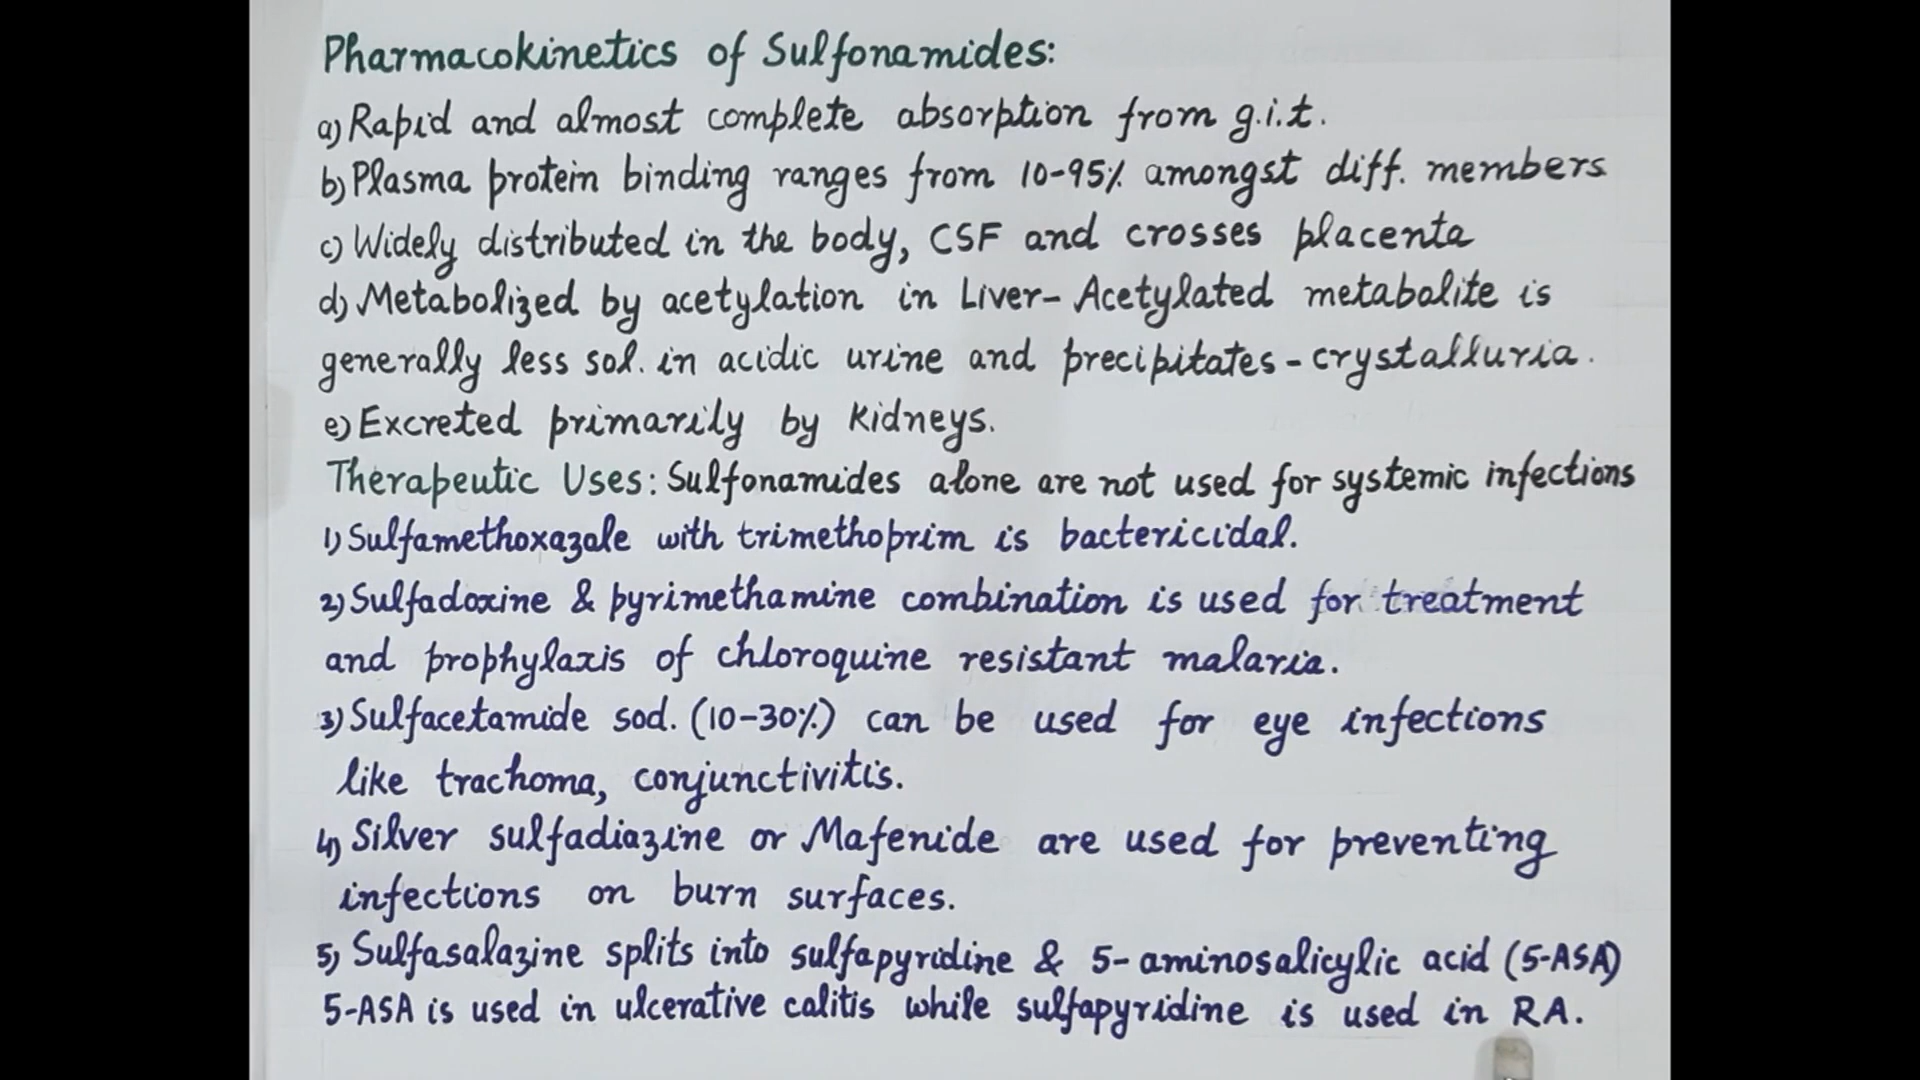 Pharmacokinetics of Sulfonamides:
a) Rapid and almost complete absorption from g.i.t.
b) Plasma protein binding ranges from 10-95% amongst diff. members
c) Widely distributed in the body, CSF and crosses placenta
d) Metabolized by acetylation in Liver- Acetylated metabolite is
generally less sol. in acidic urine and precipitates - crystalluria.
e) Excreted primarily by kidneys.
Therapeutic Uses: Sulfonamides alone are not used for systemic infections
1) Sulfamethoxazole with trimethoprim is bactericidal.
2) Sulfadoxine & pyrimethamine combination is used for treatment
and prophylaxis of chloroquine resistant malaria.
3) Sulfacetamide sod. (10-30%) can be used for eye infections
like trachoma, conjunctivitis.
4) Silver sulfadiazine or Mafenide are used for preventing
infections on burn surfaces.
5) Sulfasalazine splits into sulfapyridine & 5-aminosalicylic acid (5-ASA)
5-ASA is used in ulcerative calitis while sulfapyridine is used in RA.